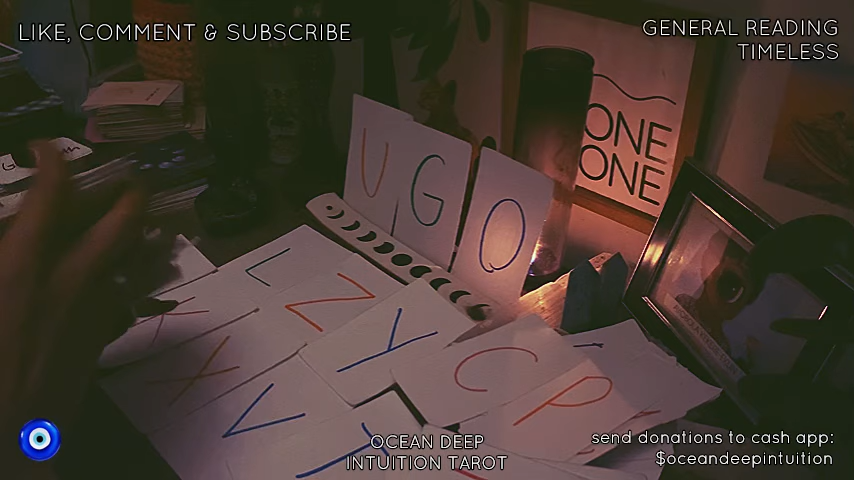 LIKE, COMMENT & SUBSCRIBE
GENERAL READING
TIMELESS
U G Q
ONE
ONE
L
Z
Y
X
X
C
P
V
OCEAN DEEP
INTUITION TAROT
send donations to cash app:
$oceandeepintuition